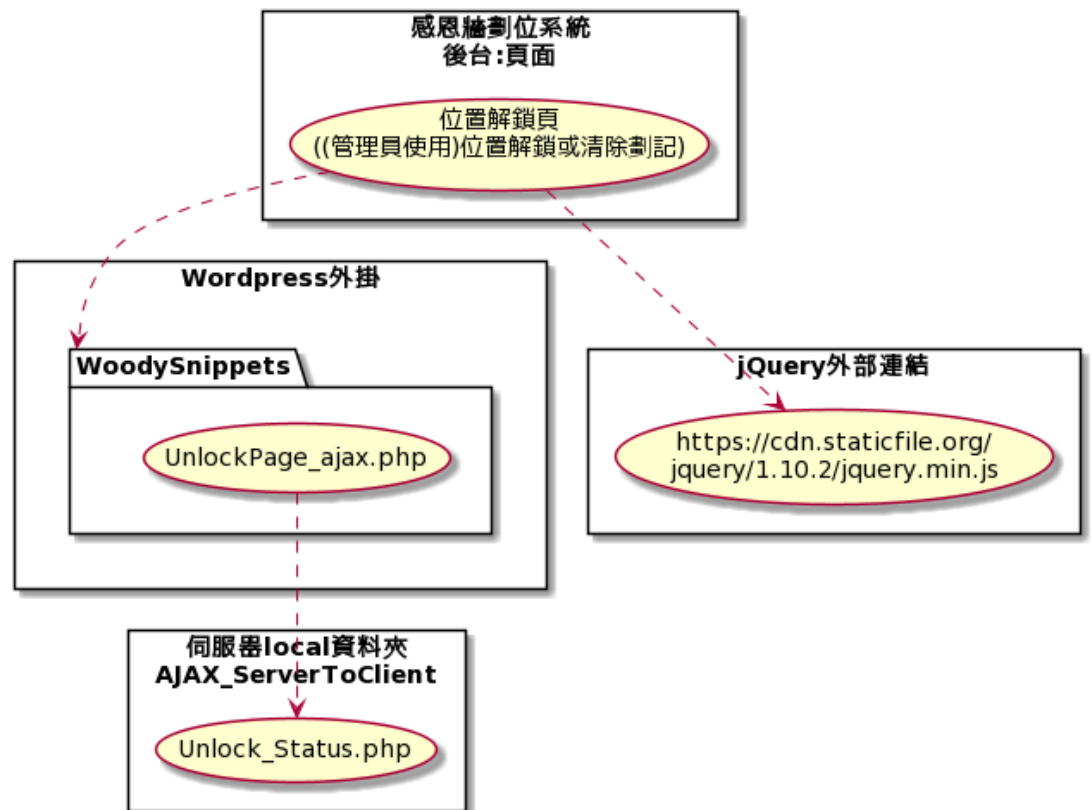 感恩牆劃位系統
後台:頁面
位置解鎖頁
((管理員使用)位置解鎖或清除劃記)
Wordpress外掛
WoodySnippets
UnlockPage_ajax.php
jQuery外部連結
https://cdn.staticfile.org/
jquery/1.10.2/jquery.min.js
伺服器local資料夾
AJAX_ServerToClient
Unlock_Status.php